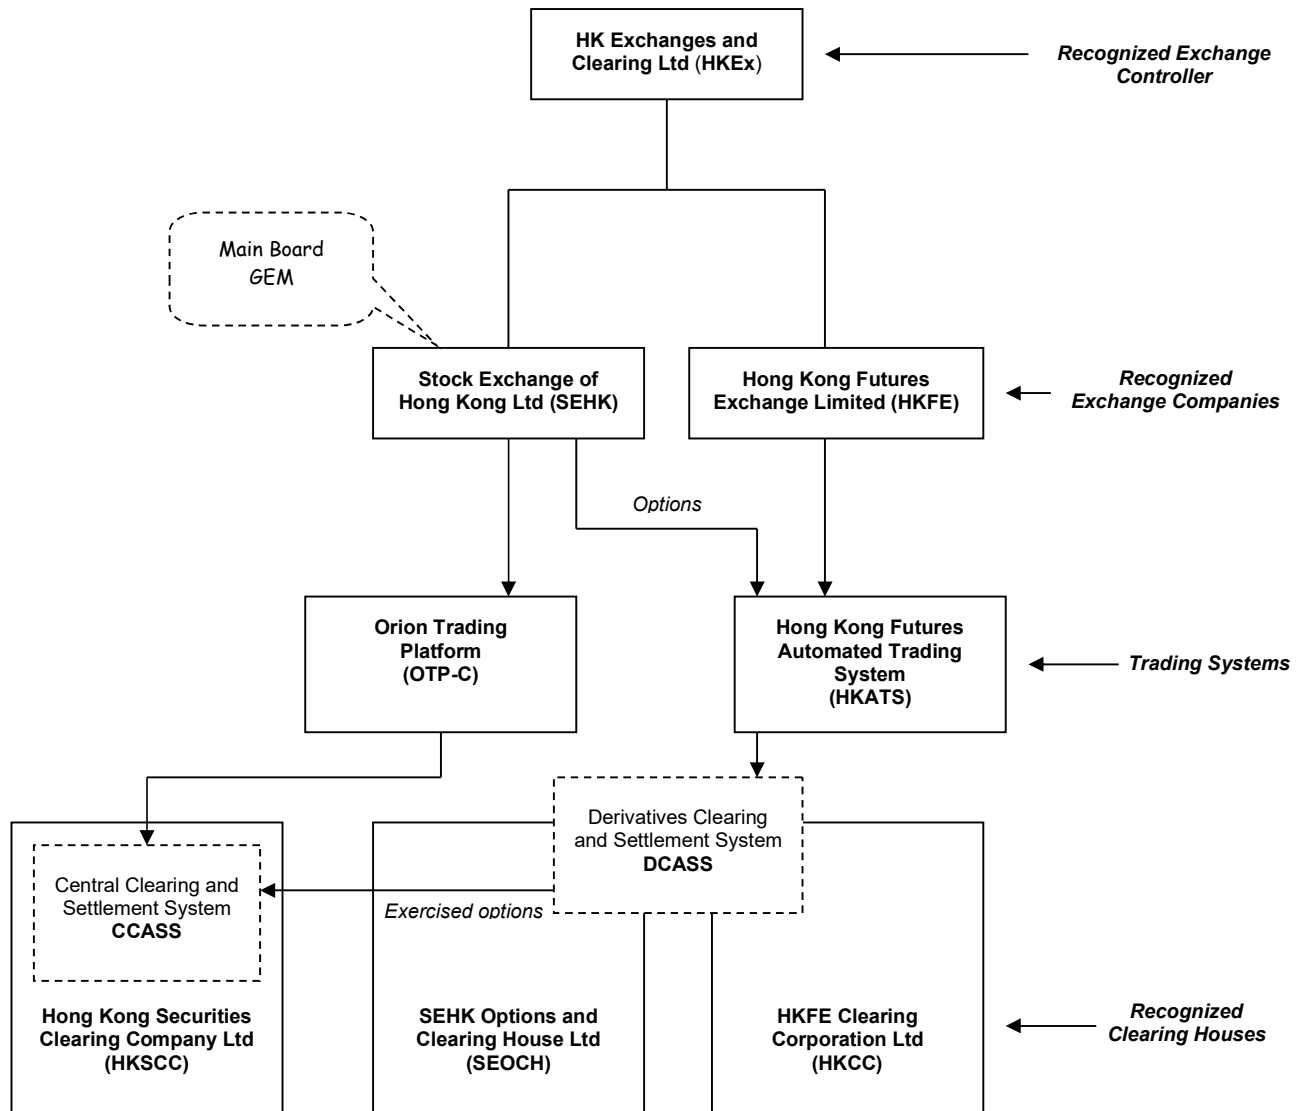 HK Exchanges and
Clearing Ltd (HKEx)
Recognized Exchange
Controller
Main Board
GEM
Stock Exchange of
Hong Kong Ltd (SEHK)
Hong Kong Futures
Exchange Limited (HKFE)
Recognized
Exchange Companies
Options
Orion Trading
Platform
(OTP-C)
Hong Kong Futures
Automated Trading
System
(HKATS)
Trading Systems
Derivatives Clearing
and Settlement System
DCASS
Central Clearing and
Settlement System
CCASS
Exercised options
Hong Kong Securities
Clearing Company Ltd
(HKSCC)
SEHK Options and
Clearing House Ltd
(SEOCH)
HKFE Clearing
Corporation Ltd
(HKCC)
Recognized
Clearing Houses